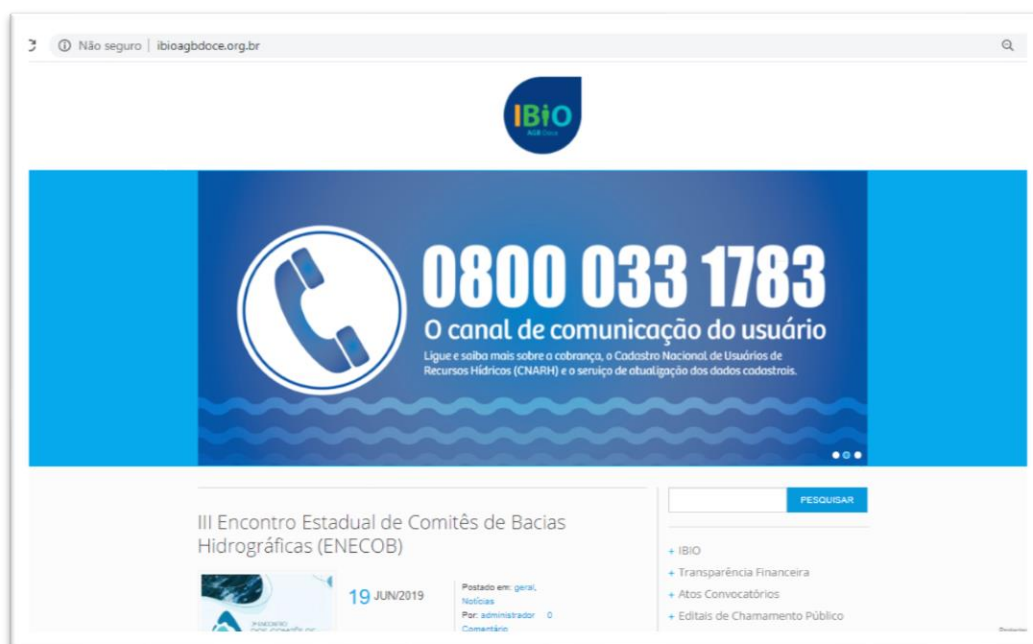 Não seguro | ibioagbdoce.org.br
IBiO
AGB Doce
0800 033 1783
O canal de comunicação do usuário
Ligue e saiba mais sobre a cobrança, o Cadastro Nacional de Usuários de
Recursos Hídricos (CNARH) e o serviço de atualização dos dados cadastrais.
PESQUISAR
III Encontro Estadual de Comitês de Bacias
Hidrográficas (ENECOB)
19 JUN/2019
Postado em: geral,
Notícias
Por: administrador 0
Comentário
+ IBIO
+ Transparência Financeira
+ Atos Convocatórios
+ Editais de Chamamento Público